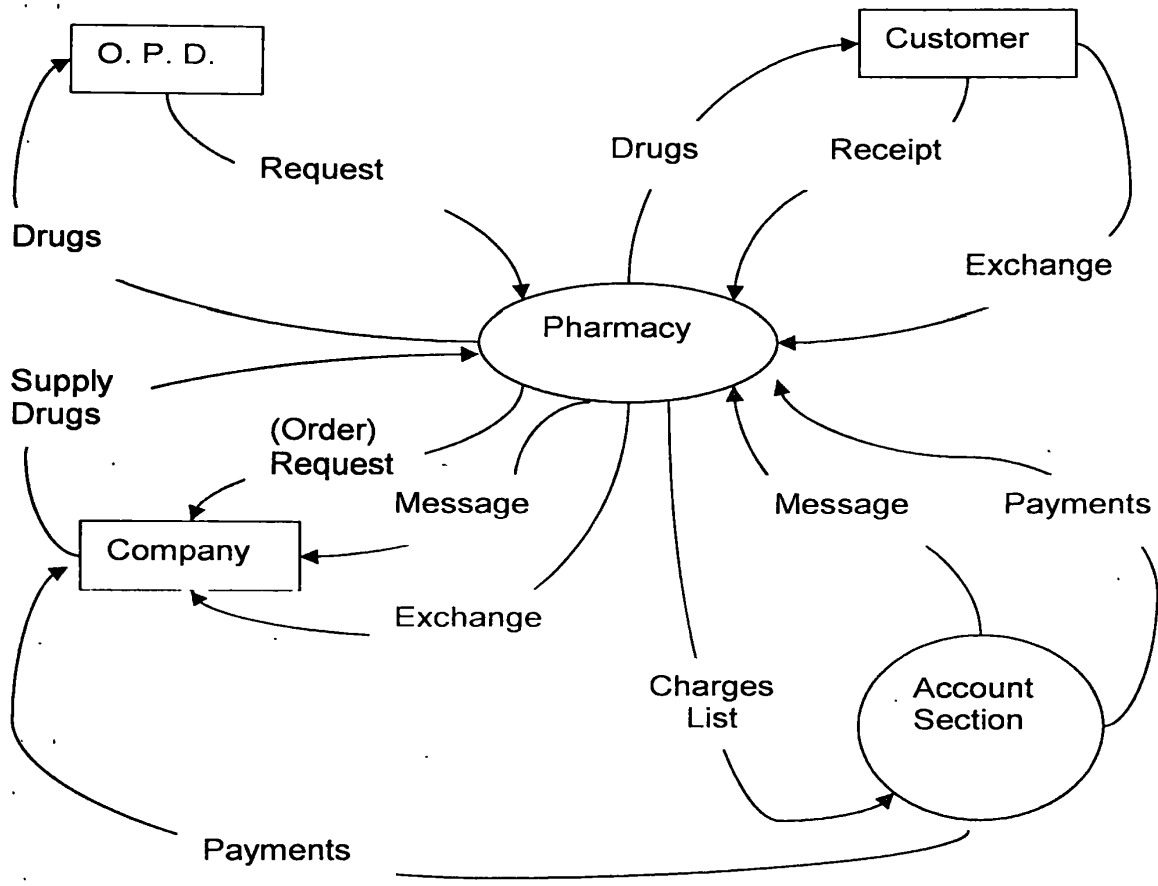 O. P. D.
Customer
Drugs
Receipt
Request
Drugs
Exchange
Pharmacy
Supply
Drugs
(Order)
Request
Message
Message
Payments
Company
Exchange
Charges
List
Account
Section
Payments